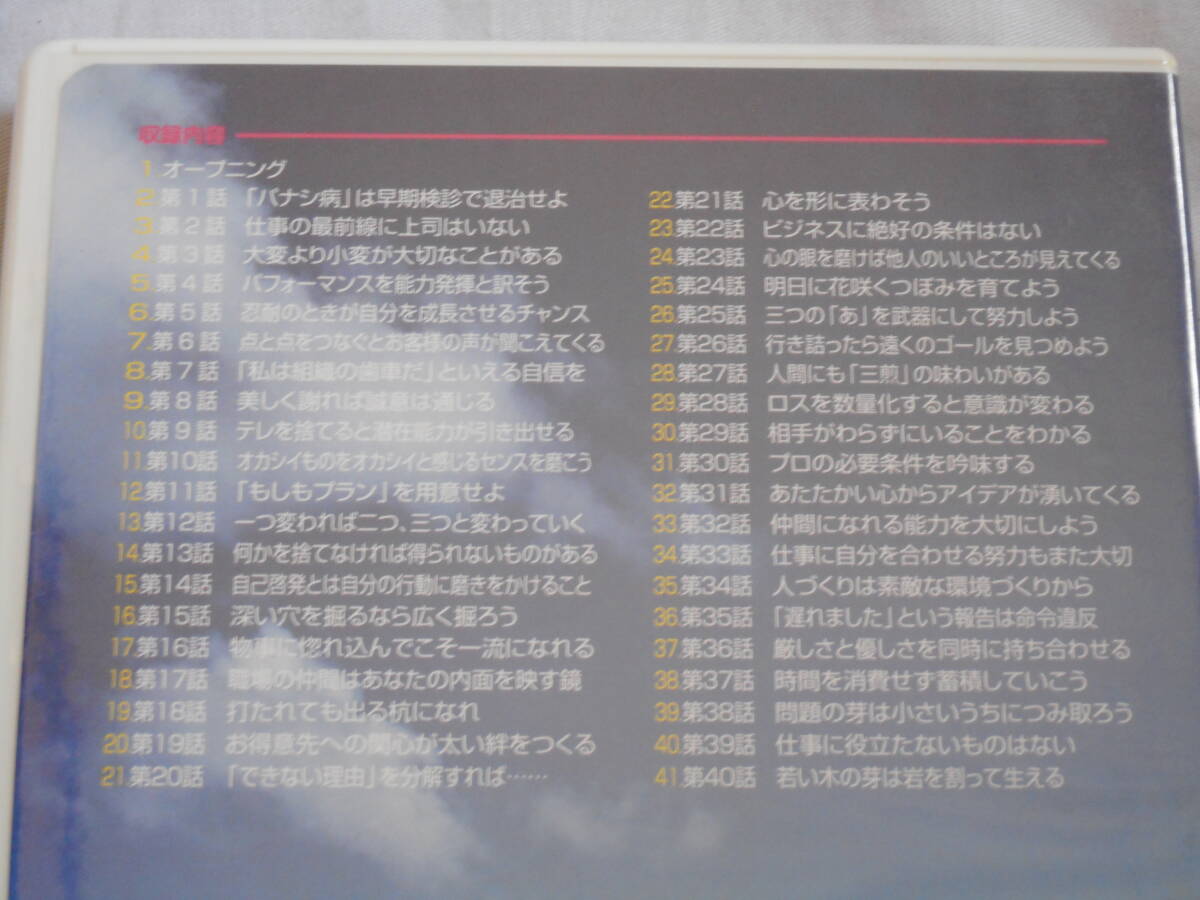 収録内容
1.オープニング
2.第1話 「パナシ病」は早期検診で退治せよ
3.第2話 仕事の最前線に上司はいない
4.第3話 大変より小変が大切なことがある
5.第4話 パフォーマンスを能力発揮と訳そう
6.第5話 忍耐のときが自分を成長させるチャンス
7.第6話 点と点をつなぐとお客様の声が聞こえてくる
8.第7話 「私は組織の歯車だ」といえる自信を
9.第8話 美しく謝れば誠意は通じる
10.第9話 テレを捨てると潜在能力が引き出せる
11.第10話 オカシイものをオカシイと感じるセンスを磨こう
12.第11話 「もしもプラン」を用意せよ
13.第12話 一つ変われば二つ、三つと変わっていく
14.第13話 何かを捨てなければ得られないものがある
15.第14話 自己啓発とは自分の行動に磨きをかけること
16.第15話 深い穴を掘るなら広く掘ろう
17.第16話 物事に惚れ込んでこそ一流になれる
18.第17話 職場の仲間はあなたの内面を映す鏡
19.第18話 打たれても出る杭になれ
20.第19話 お得意先への関心が太い絆をつくる
21.第20話 「できない理由」を分解すれば……
22.第21話 心を形に表わそう
23.第22話 ビジネスに絶好の条件はない
24.第23話 心の眼を磨けば他人のいいところが見えてくる
25.第24話 明日に花咲くつぼみを育てよう
26.第25話 三つの「あ」を武器にして努力しよう
27.第26話 行き詰ったら遠くのゴールを見つめよう
28.第27話 人間にも「三煎」の味わいがある
29.第28話 ロスを数量化すると意識が変わる
30.第29話 相手がわらずにいることをわかる
31.第30話 プロの必要条件を吟味する
32.第31話 あたたかい心からアイデアが湧いてくる
33.第32話 仲間になれる能力を大切にしよう
34.第33話 仕事に自分を合わせる努力もまた大切
35.第34話 人づくりは素敵な環境づくりから
36.第35話 「遅れました」という報告は命令違反
37.第36話 厳しさと優しさを同時に持ち合わせる
38.第37話 時間を消費せず蓄積していこう
39.第38話 問題の芽は小さいうちにつみ取ろう
40.第39話 仕事に役立たないものはない
41.第40話 若い木の芽は岩を割って生える